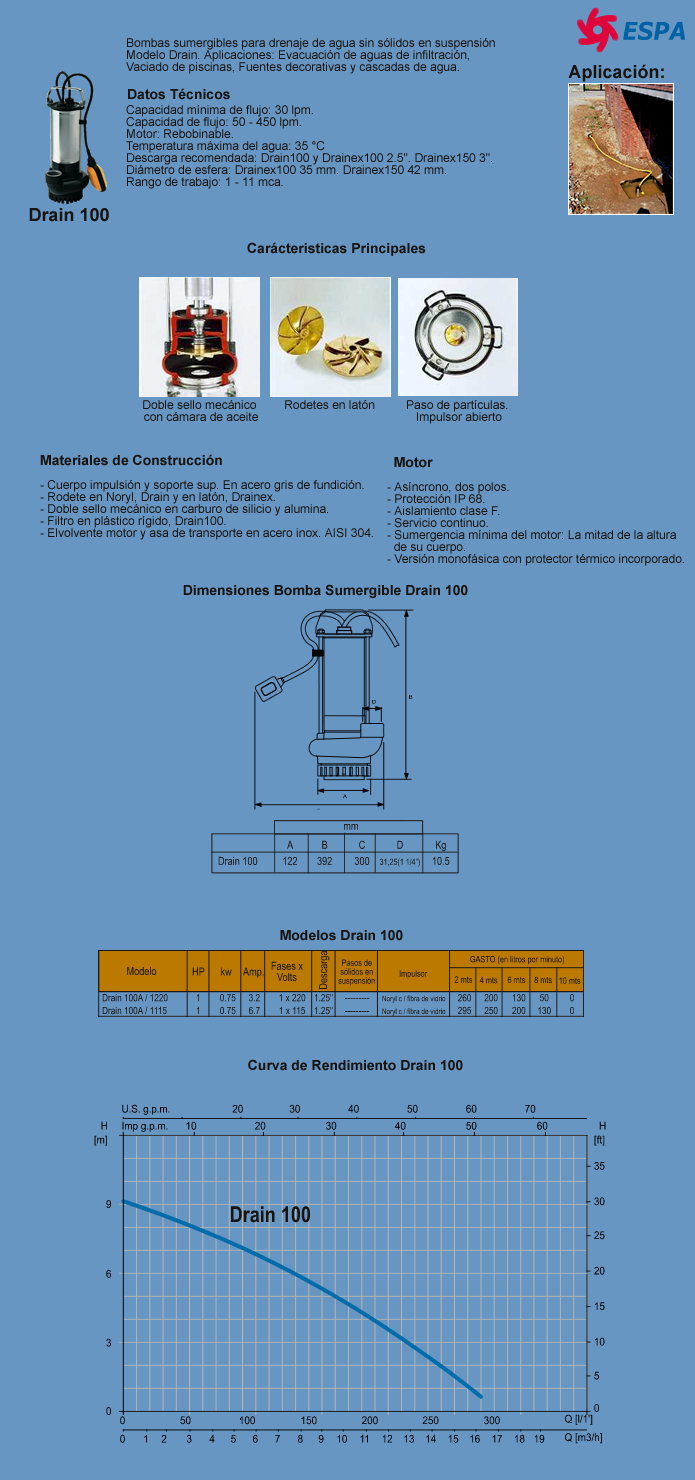 ESPA
Bombas sumergibles para drenaje de agua sin sólidos en suspensión
Modelo Drain. Aplicaciones: Evacuación de aguas de infiltración,
Vaciado de piscinas, Fuentes decorativas y cascadas de agua.
Aplicación:
Datos Técnicos
Capacidad mínima de flujo: 30 lpm.
Capacidad de flujo: 50 - 450 lpm.
Motor: Rebobinable.
Temperatura máxima del agua: 35 °C
Descarga recomendada: Drain100 y Drainex100 2.5". Drainex150 3".
Diámetro de esfera: Drainex100 35 mm. Drainex150 42 mm.
Rango de trabajo: 1 - 11 mca.
Drain 100
Carácteristicas Principales
Doble sello mecánico
con cámara de aceite
Rodetes en latón
Paso de partículas.
Impulsor abierto
Materiales de Construcción
- Cuerpo impulsión y soporte sup. En acero gris de fundición.
- Rodete en Noryl, Drain y en latón, Drainex.
- Doble sello mecánico en carburo de silicio y alumina.
- Filtro en plástico rígido, Drain100.
- Elvolvente motor y asa de transporte en acero inox. AISI 304.
Motor
- Asíncrono, dos polos.
- Protección IP 68.
- Aislamiento clase F.
- Servicio continuo.
- Sumergencia mínima del motor: La mitad de la altura
de su cuerpo.
- Versión monofásica con protector térmico incorporado.
Dimensiones Bomba Sumergible Drain 100
B
D
A
mm
A B C D Kg
Drain 100 122 392 300 31,25(1 1/4") 10.5
Modelos Drain 100
Modelo HP kw Amp. Fases x Volts Descarga Pasos de sólidos en suspensión Impulsor GASTO (en litros por minuto)
2 mts 4 mts 6 mts 8 mts 10 mts
Drain 100A / 1220 1 0.75 3.2 1 x 220 1.25" --------- Noryl c / fibra de vidrio 260 200 130 50 0
Drain 100A / 1115 1 0.75 6.7 1 x 115 1.25" --------- Noryl c / fibra de vidrio 295 250 200 130 0
Curva de Rendimiento Drain 100
U.S. g.p.m. 20 30 40 50 60 70
H Imp g.p.m. 10 20 30 40 50 60 H
[m] [ft]
35
9 30
Drain 100
25
6 20
15
3 10
5
0 0
0 50 100 150 200 250 300 Q [l/1']
0 1 2 3 4 5 6 7 8 9 10 11 12 13 14 15 16 17 18 19 Q [m3/h]